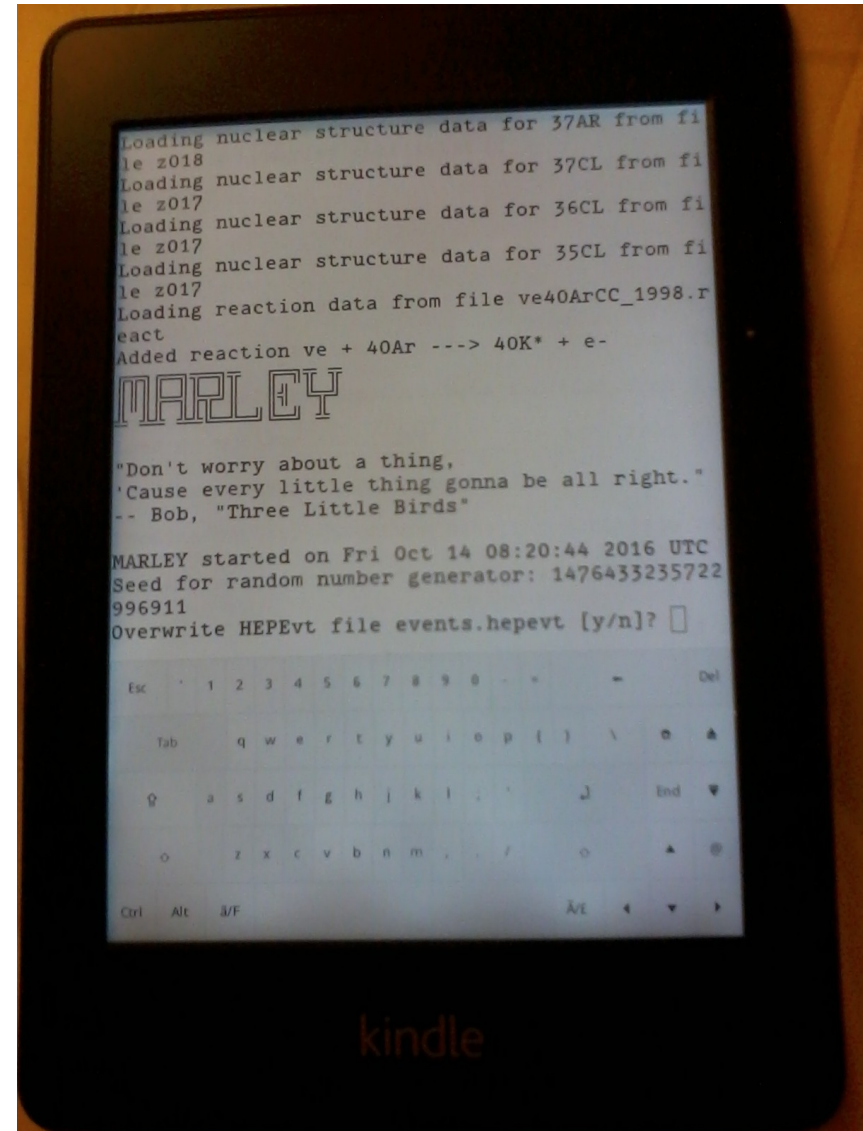 Loading nuclear structure data for 37AR from fi
le z018
Loading nuclear structure data for 37CL from fi
le z017
Loading nuclear structure data for 36CL from fi
le z017
Loading nuclear structure data for 35CL from fi
le z017
Loading reaction data from file ve40ArCC_1998.r
eact
Added reaction ve + 40Ar ---> 40K* + e-
MARLEY
"Don't worry about a thing,
'Cause every little thing gonna be all right."
-- Bob, "Three Little Birds"
MARLEY started on Fri Oct 14 08:20:44 2016 UTC
Seed for random number generator: 1476433235722
996911
Overwrite HEPEvt file events.hepevt [y/n]?
Esc ` 1 2 3 4 5 6 7 8 9 0 - = Del
Tab q w e r t y u i o p [ ] \
a s d f g h j k l ; ' End
z x c v b n m , . /
Ctrl Alt ä/F Ä/E
kindle